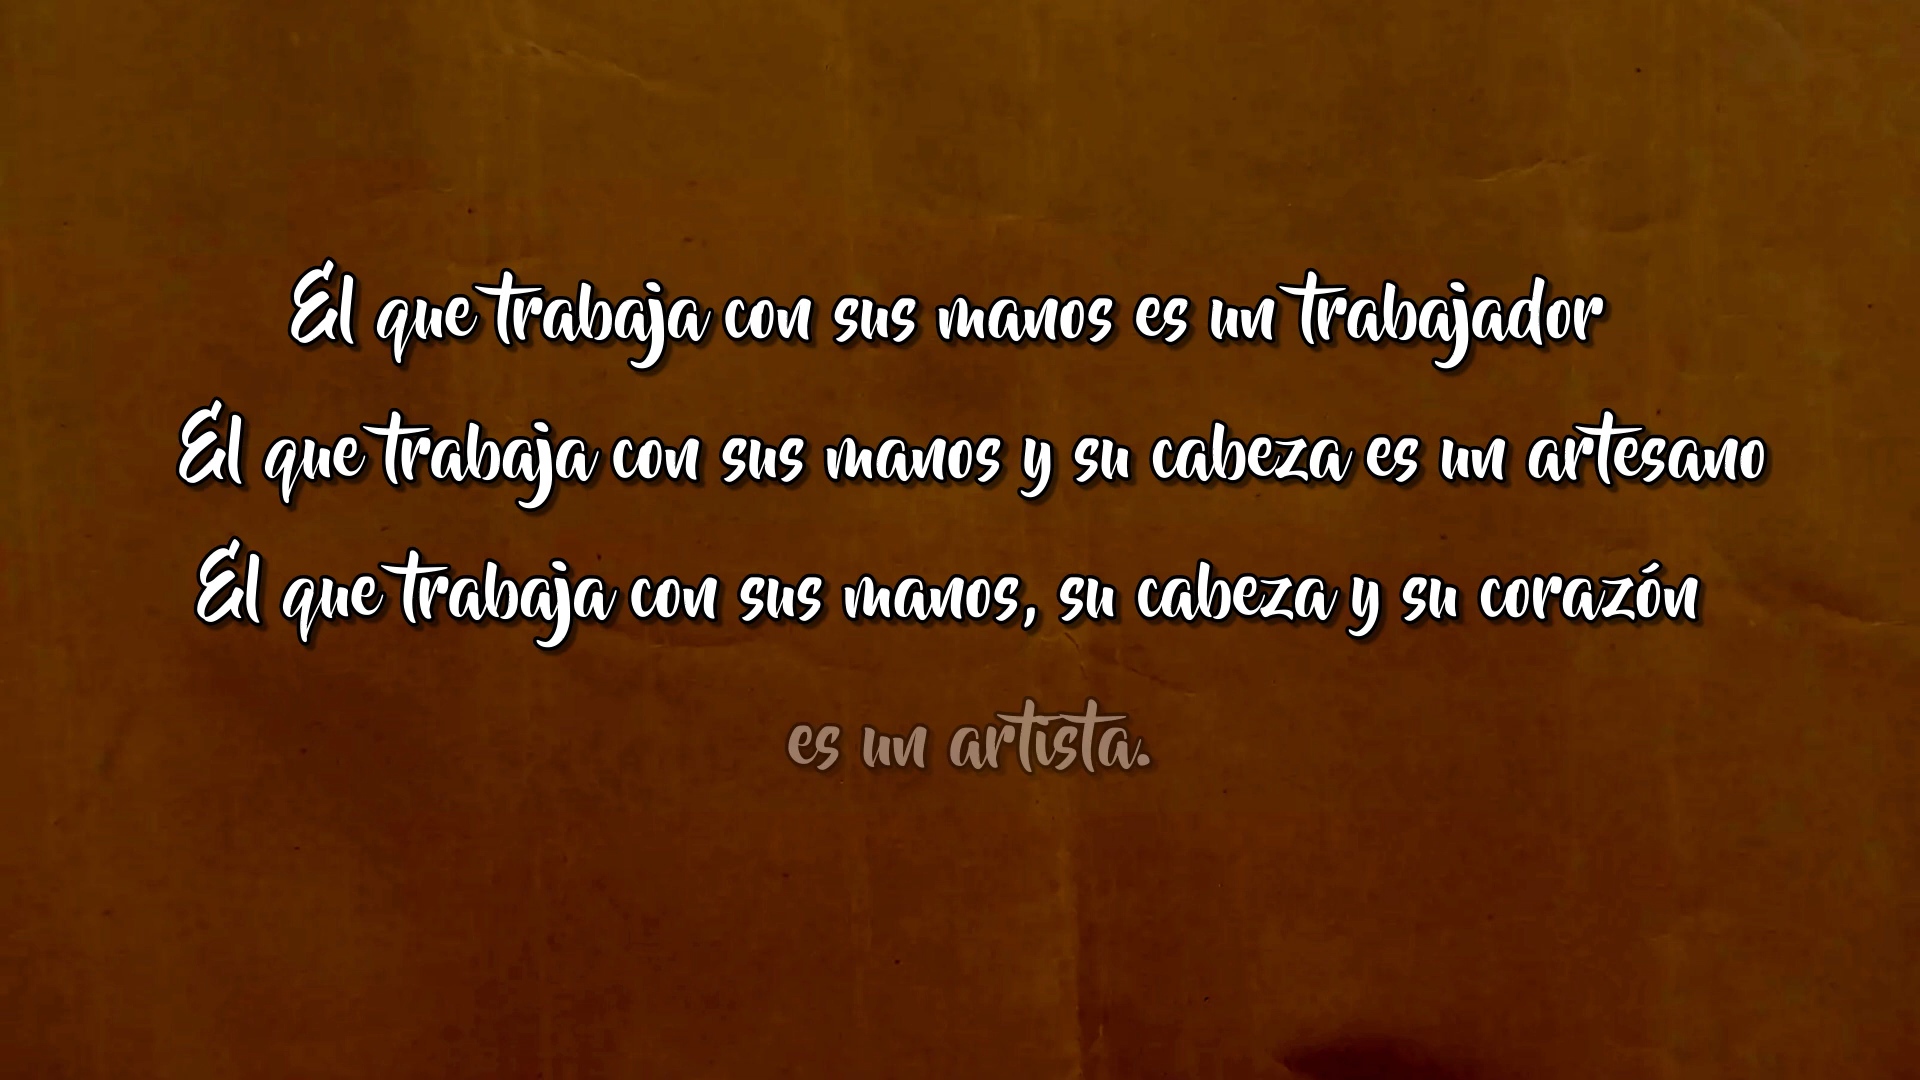 El que trabaja con sus manos es un trabajador
El que trabaja con sus manos y su cabeza es un artesano
El que trabaja con sus manos, su cabeza y su corazón
es un artista.